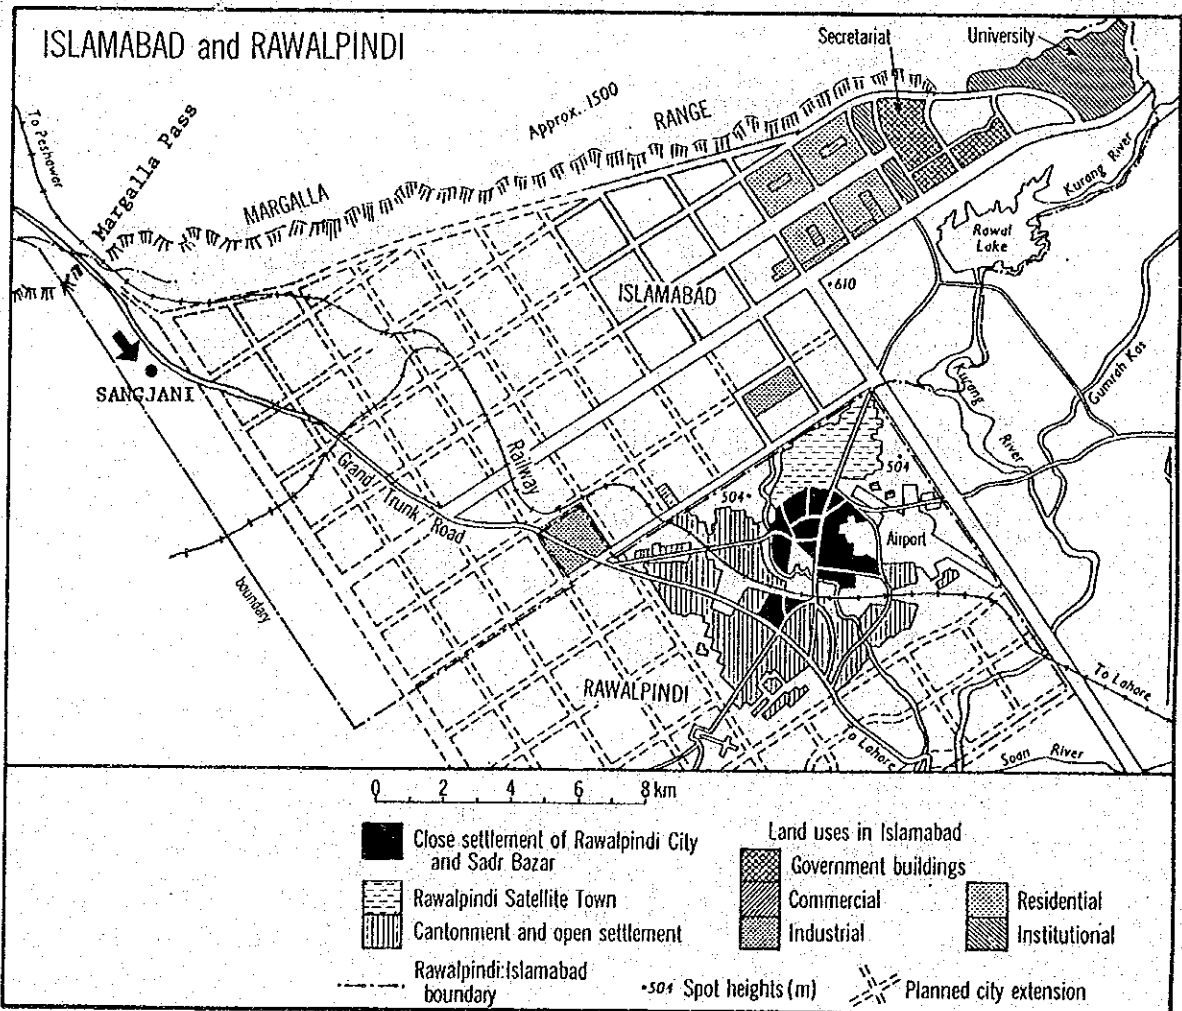 ISLAMABAD and RAWALPINDI
Secretariat
University
To Peshawar
Margalla Pass
Approx. 1500
MARGALLA
RANGE
Kurang River
Rawal
Lake
ISLAMABAD
•610
SANGJANI
Kurang
River
Gumrah Kas
Railway
Grand Trunk Road
504•
•504
Airport
boundary
RAWALPINDI
To Lahore
To Lahore
Soan River
0 2 4 6 8 km
Close settlement of Rawalpindi City
and Sadr Bazar
Rawalpindi Satellite Town
Cantonment and open settlement
Rawalpindi:Islamabad
boundary
Land uses in Islamabad
Government buildings
Commercial
Industrial
Residential
Institutional
•504 Spot heights (m)
Planned city extension